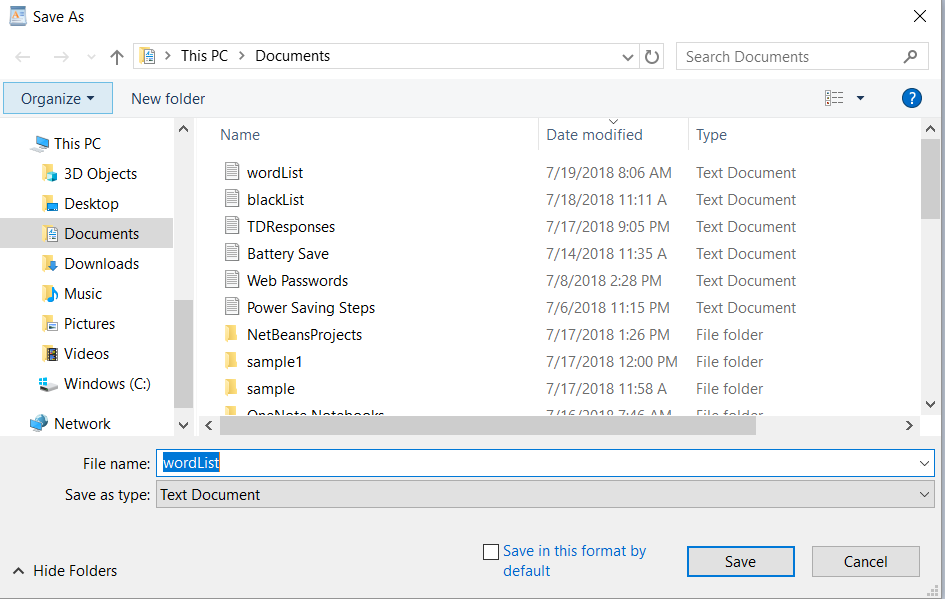 Save As
This PC > Documents
Search Documents
Organize
New folder
?
This PC
3D Objects
Desktop
Documents
Downloads
Music
Pictures
Videos
Windows (C:)
Network
Name Date modified Type
wordList 7/19/2018 8:06 AM Text Document
blackList 7/18/2018 11:11 A Text Document
TDResponses 7/17/2018 9:05 PM Text Document
Battery Save 7/14/2018 11:35 A Text Document
Web Passwords 7/8/2018 2:28 PM Text Document
Power Saving Steps 7/6/2018 11:15 PM Text Document
NetBeansProjects 7/17/2018 1:26 PM File folder
sample1 7/17/2018 12:00 PM File folder
sample 7/17/2018 11:58 A File folder
OneNote Notebooks 7/16/2018 7:46 AM File folder
File name: wordList
Save as type: Text Document
Save in this format by
default
Save
Cancel
Hide Folders